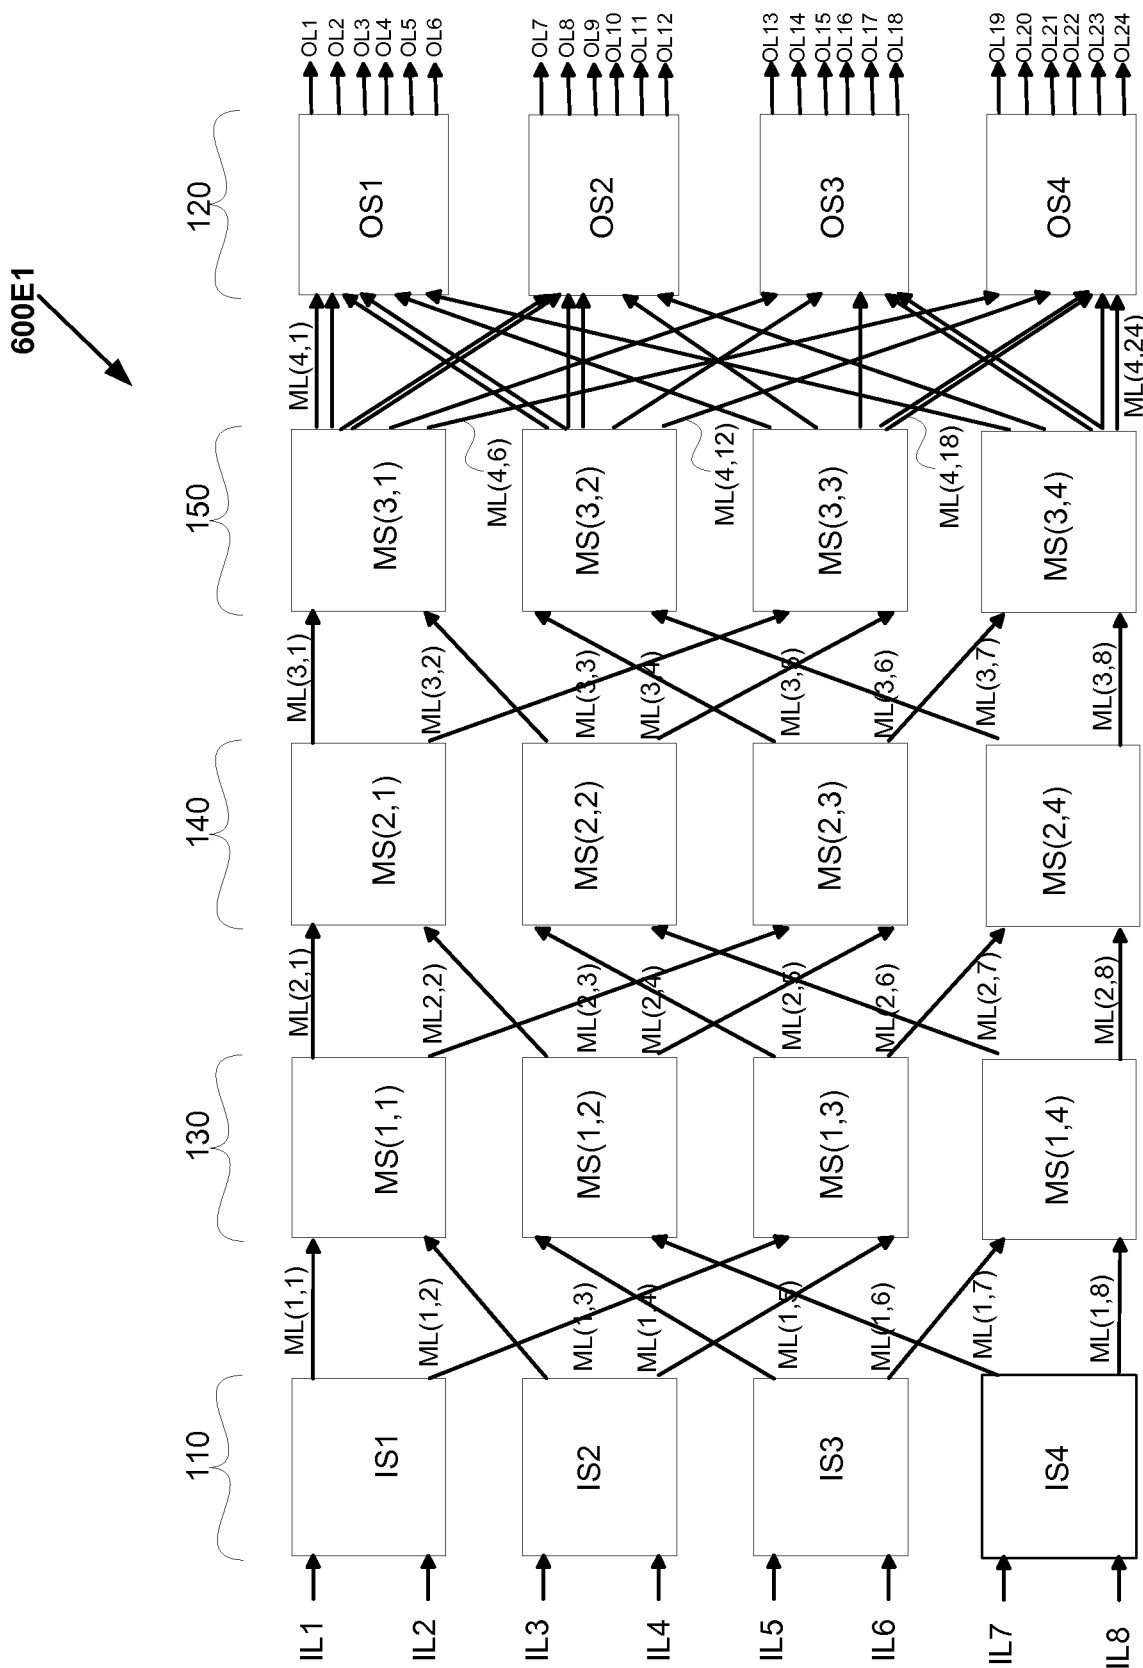 600E1
110
130
140
150
120
IL1
IL2
IL3
IL4
IL5
IL6
IL7
IL8
IS1
IS2
IS3
IS4
ML(1,1)
ML(1,2)
ML(1,3)
ML(1,4)
ML(1,5)
ML(1,6)
ML(1,7)
ML(1,8)
MS(1,1)
MS(1,2)
MS(1,3)
MS(1,4)
ML(2,1)
ML2,2)
ML(2,3)
ML(2,4)
ML(2,5)
ML(2,6)
ML(2,7)
ML(2,8)
MS(2,1)
MS(2,2)
MS(2,3)
MS(2,4)
ML(3,1)
ML(3,2)
ML(3,3)
ML(3,4)
ML(3,5)
ML(3,6)
ML(3,7)
ML(3,8)
MS(3,1)
MS(3,2)
MS(3,3)
MS(3,4)
ML(4,1)
ML(4,6)
ML(4,12)
ML(4,18)
ML(4,24)
OS1
OS2
OS3
OS4
OL1
OL2
OL3
OL4
OL5
OL6
OL7
OL8
OL9
OL10
OL11
OL12
OL13
OL14
OL15
OL16
OL17
OL18
OL19
OL20
OL21
OL22
OL23
OL24